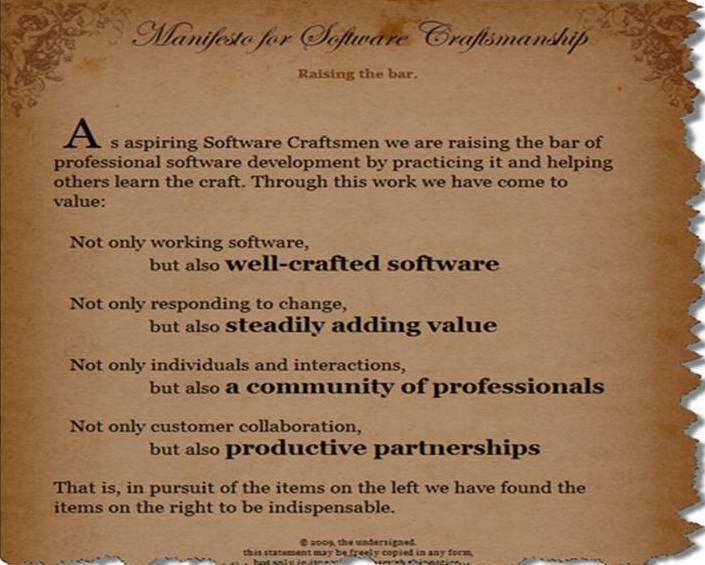 Manifesto for Software Craftsmanship
Raising the bar.
As aspiring Software Craftsmen we are raising the bar of
professional software development by practicing it and helping
others learn the craft. Through this work we have come to
value:
Not only working software,
but also well-crafted software
Not only responding to change,
but also steadily adding value
Not only individuals and interactions,
but also a community of professionals
Not only customer collaboration,
but also productive partnerships
That is, in pursuit of the items on the left we have found the
items on the right to be indispensable.
© 2009, the undersigned.
this statement may be freely copied in any form,
but only in